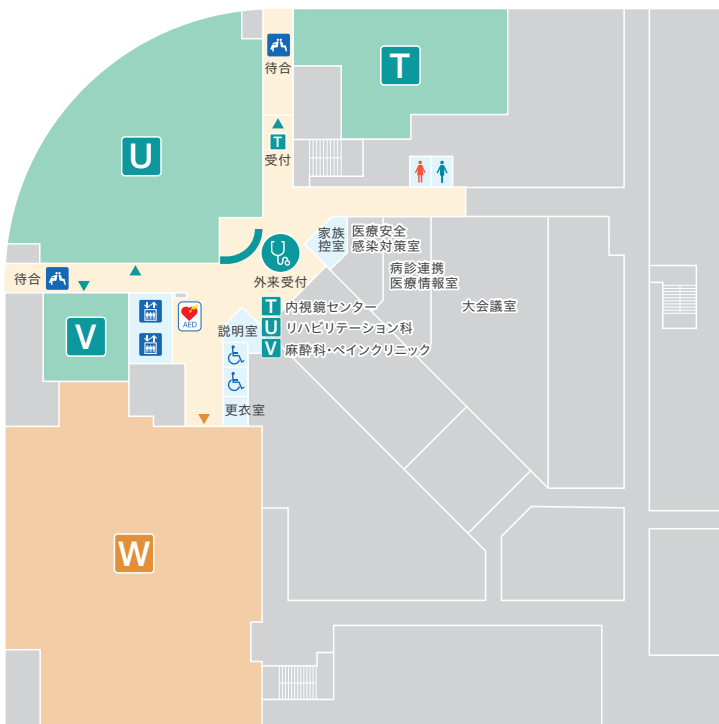 T
待合
T
受付
U
家族
控室
医療安全
感染対策室
病診連携
医療情報室
大会議室
外来受付
待合
T 内視鏡センター
U リハビリテーション科
V 麻酔科・ペインクリニック
V
AED
説明室
更衣室
W